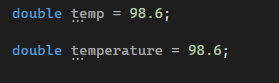 double temp = 98.6;
double temperature = 98.6;